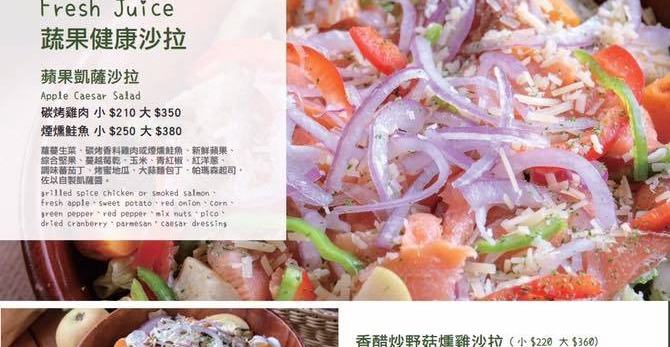 Fresh Juice
蔬果健康沙拉
蘋果凱薩沙拉
Apple Caesar Salad
碳烤雞肉 小 $210 大 $350
煙燻鮭魚 小 $250 大 $380
蘿蔓生菜、碳烤香料雞肉或煙燻鮭魚、新鮮蘋果、
綜合堅果、蔓越莓乾、玉米、青紅椒、紅洋蔥、
調味蕃茄丁、烤蜜地瓜、大蒜麵包丁、帕瑪森起司,
佐以自製凱薩醬。
grilled spice chicken or smoked salmon、
fresh apple、sweet potato、red onion、corn、
green pepper、red pepper、mix nuts、pico、
dried cranberry、parmesan、caesar dressing
香醋炒野菇燻雞沙拉 ( 小 $220 大 $360)